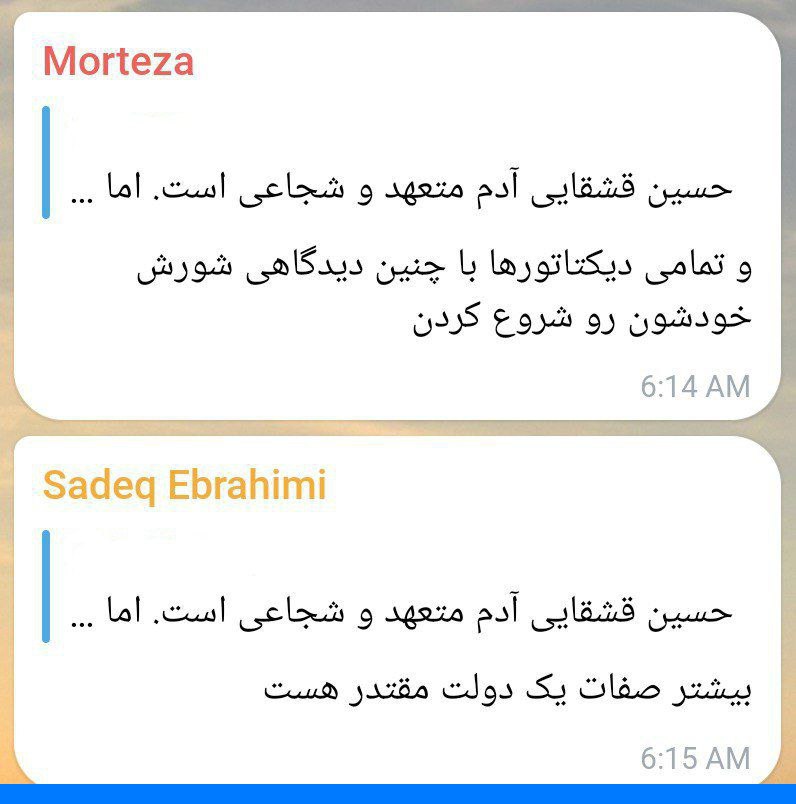 Morteza
حسین قشقایی آدم متعهد و شجاعی است. اما ...
و تمامی دیکتاتورها با چنین دیدگاهی شورش
خودشون رو شروع کردن
6:14 AM
Sadeq Ebrahimi
حسین قشقایی آدم متعهد و شجاعی است. اما ...
بیشتر صفات یک دولت مقتدر هست
6:15 AM